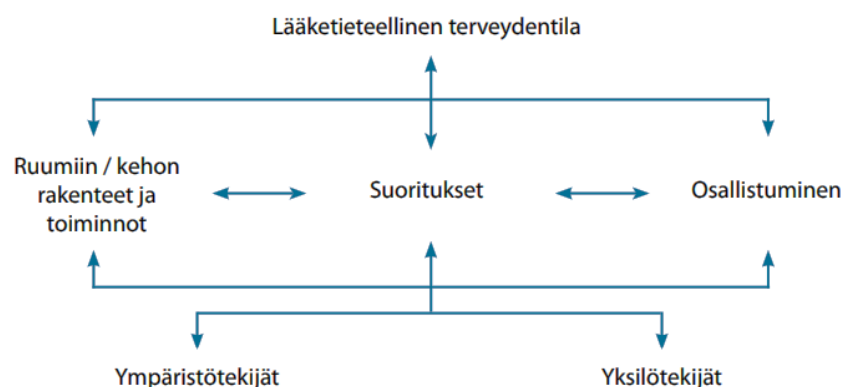 Lääketieteellinen terveydentila
Ruumiin / kehon
rakenteet ja
toiminnot
Suoritukset
Osallistuminen
Ympäristötekijät
Yksilötekijät